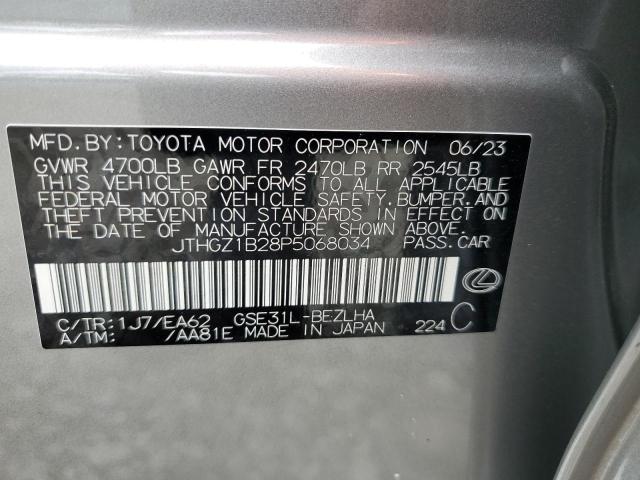 MFD. BY: TOYOTA MOTOR CORPORATION 06/23
GVWR 4700LB GAWR FR 2470LB RR 2545LB
THIS VEHICLE CONFORMS TO ALL APPLICABLE
FEDERAL MOTOR VEHICLE SAFETY, BUMPER, AND
THEFT PREVENTION STANDARDS IN EFFECT ON
THE DATE OF MANUFACTURE SHOWN ABOVE.
JTHGZ1B28P5068034 PASS. CAR
C/TR: 1J7/EA62 GSE31L-BEZLHA
A/TM: /AA81E MADE IN JAPAN 224 C